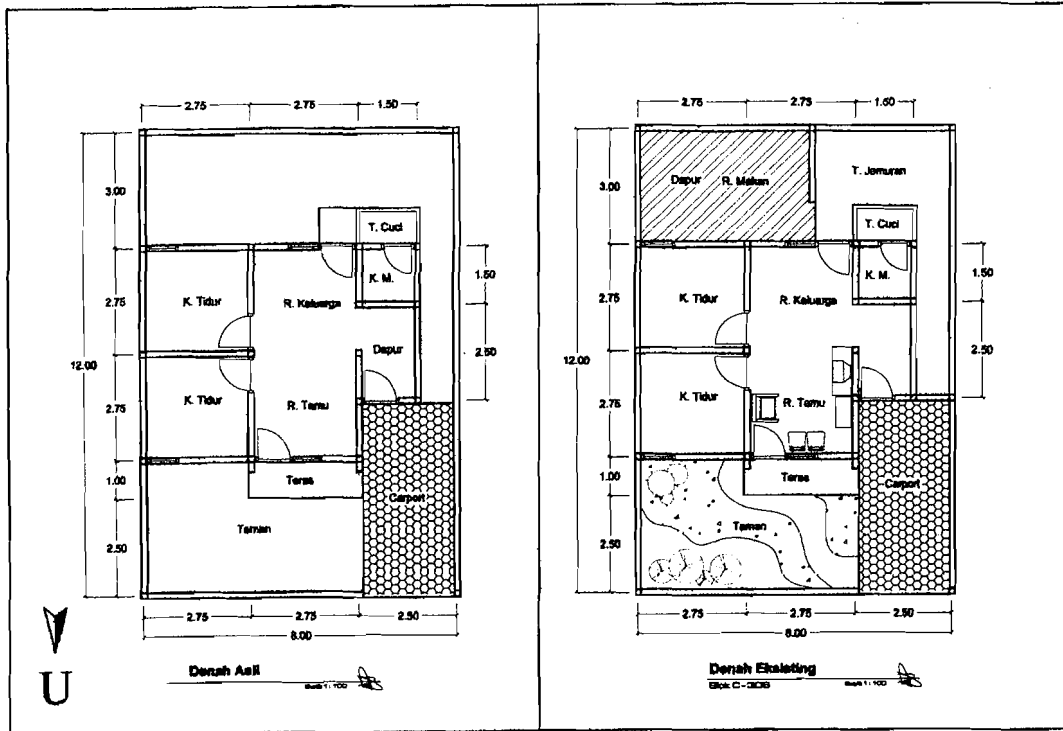 2.75 2.75 1.50
3.00
T. Cuci
K. M.
1.50
K. Tidur R. Keluarga
2.75
12.00
2.50
Dapur
K. Tidur R. Tamu
2.75
Teras
1.00
Carport
Taman
2.50
2.75 2.75 2.50
8.00
U
Denah Asli
2.75 2.75 1.50
3.00
Dapur R. Makan
T. Jemuran
T. Cuci
K. M.
1.50
K. Tidur R. Keluarga
2.75
12.00
2.50
K. Tidur R. Tamu
2.75
Teras
1.00
Carport
Taman
2.50
2.75 2.75 2.50
8.00
Denah Eksisting